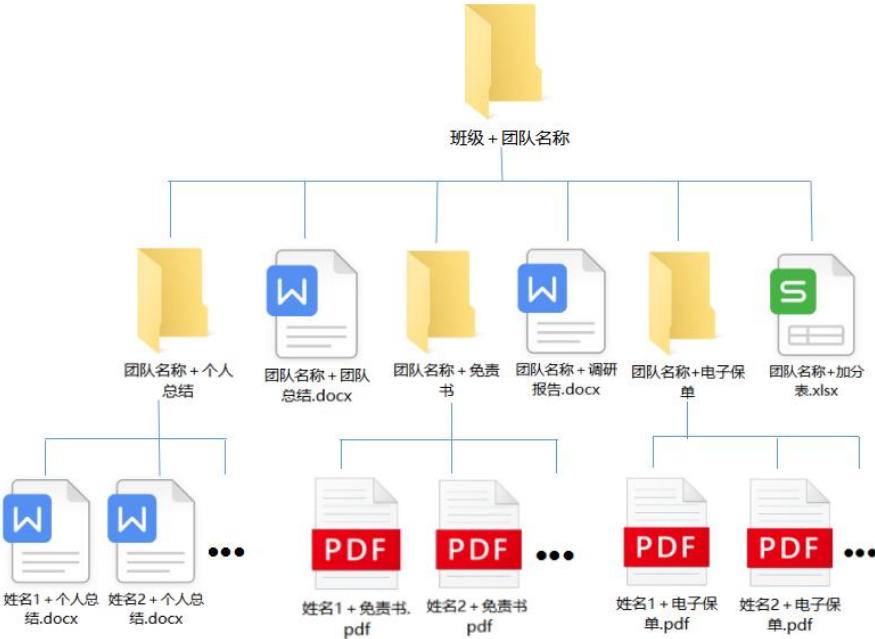 班级+团队名称
团队名称+个人
总结
团队名称+团队
总结.docx
团队名称+免责
书
团队名称+调研
报告.docx
团队名称+电子保
单
团队名称+加分
表.xlsx
W
W
S
W
W
PDF
PDF
PDF
PDF
姓名1+个人总
结.docx
姓名2+个人总
结.docx
•••
姓名1+免责书.
pdf
姓名2+免责书
pdf
•••
姓名1+电子保
单.pdf
姓名2+电子保
单.pdf
•••